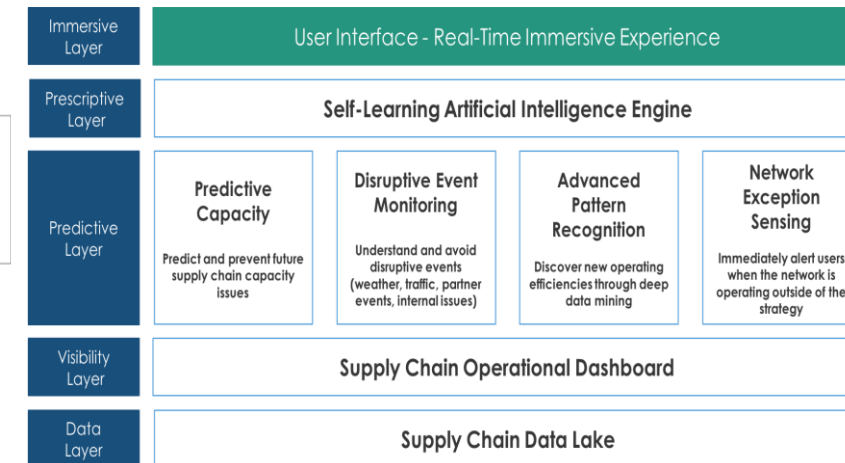 Immersive
Layer
User Interface - Real-Time Immersive Experience
Prescriptive
Layer
Self-Learning Artificial Intelligence Engine
Predictive
Layer
Predictive
Capacity
Predict and prevent future
supply chain capacity
issues
Disruptive Event
Monitoring
Understand and avoid
disruptive events
(weather, traffic, partner
events, internal issues)
Advanced
Pattern
Recognition
Discover new operating
efficiencies through deep
data mining
Network
Exception
Sensing
Immediately alert users
when the network is
operating outside of the
strategy
Visibility
Layer
Supply Chain Operational Dashboard
Data
Layer
Supply Chain Data Lake